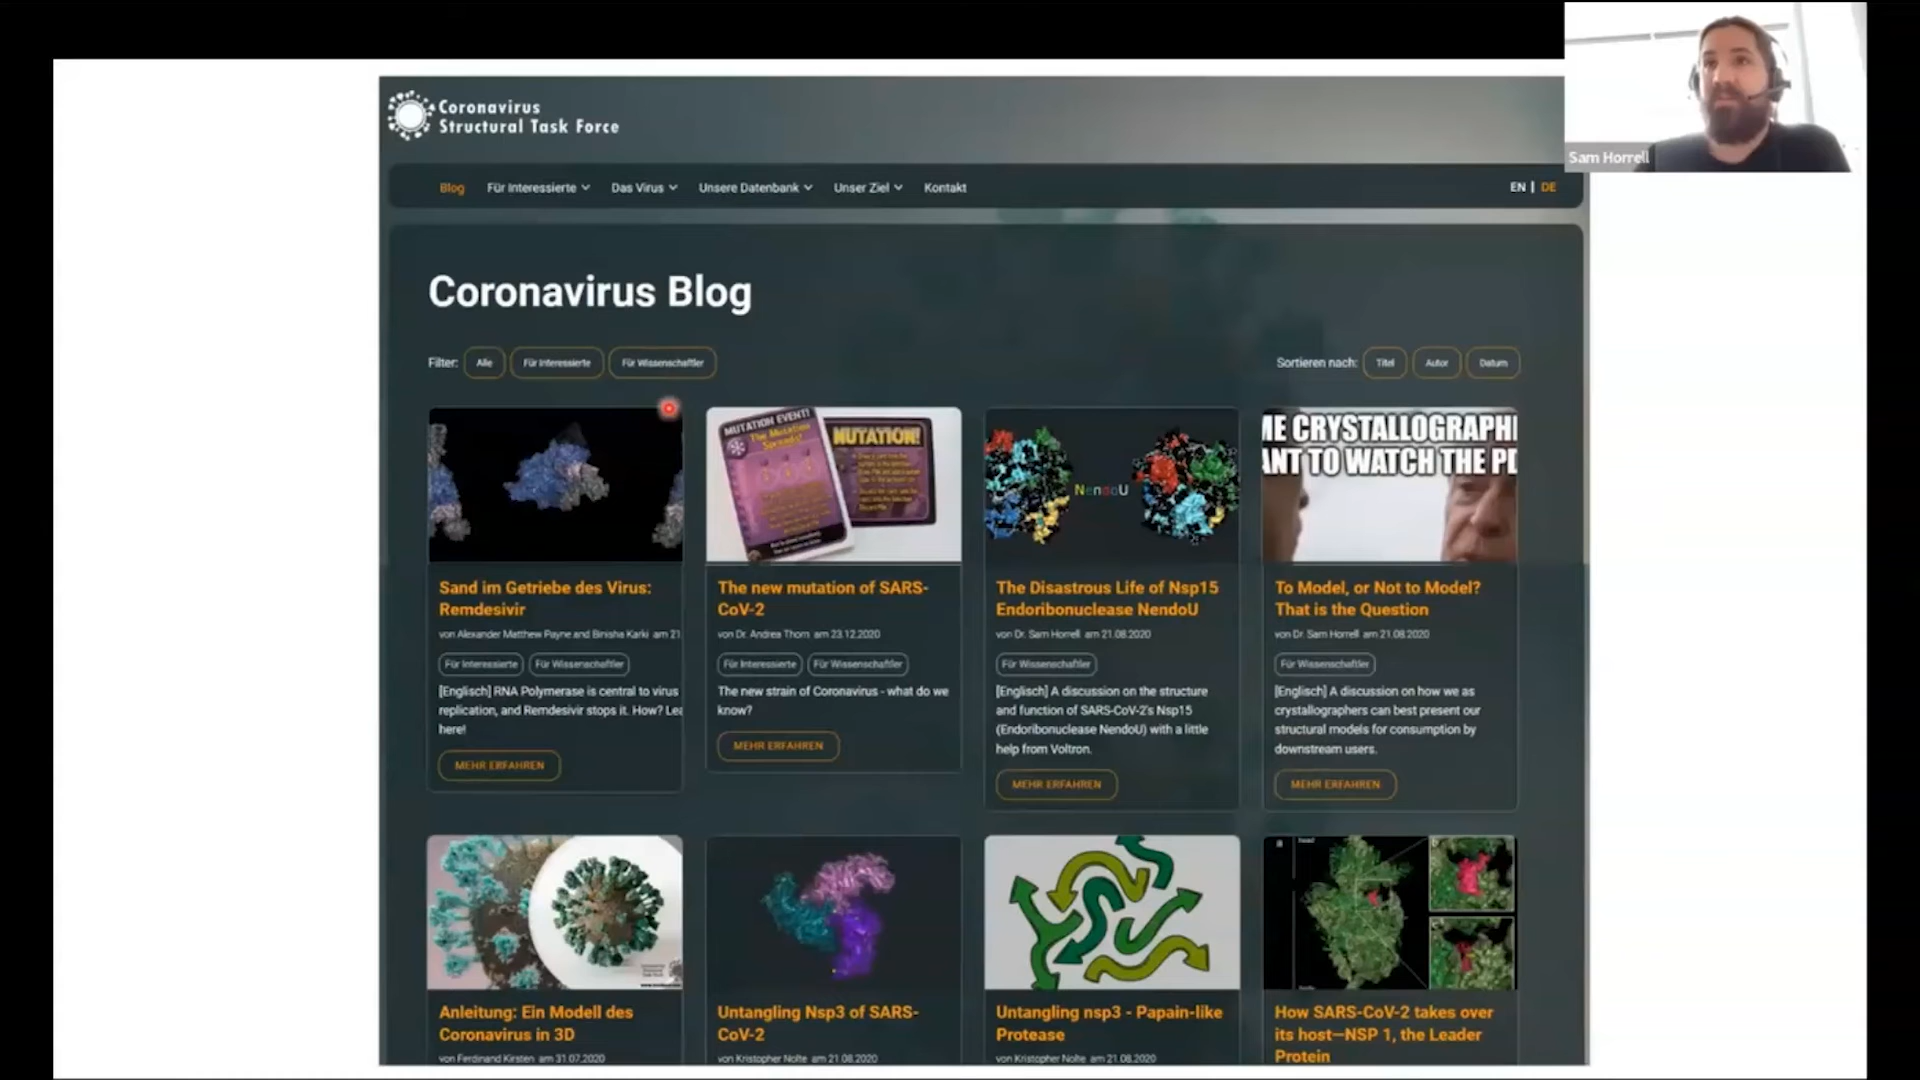 Coronavirus
Structural Task Force
Sam Horrell
Blog Für Interessierte Das Virus Unsere Datenbank Unser Ziel Kontakt EN | DE
Coronavirus Blog
Filter: Alle Für Interessierte Für Wissenschaftler Sortieren nach: Titel Autor Datum
MUTATION EVENT!
The Mutation
Spreads!
MUTATION!
NendoU
ME CRYSTALLOGRAPHI
ANT TO WATCH THE PD
Sand im Getriebe des Virus:
Remdesivir
von Alexander Matthew Payne and Binisha Karki am 21
Für Interessierte Für Wissenschaftler
[Englisch] RNA Polymerase is central to virus
replication, and Remdesivir stops it. How? Lea
here!
MEHR ERFAHREN
The new mutation of SARS-
CoV-2
von Dr. Andrea Thorn am 23.12.2020
Für Interessierte Für Wissenschaftler
The new strain of Coronavirus - what do we
know?
MEHR ERFAHREN
The Disastrous Life of Nsp15
Endoribonuclease NendoU
von Dr. Sam Horrell am 21.08.2020
Für Wissenschaftler
[Englisch] A discussion on the structure
and function of SARS-CoV-2's Nsp15
(Endoribonuclease NendoU) with a little
help from Voltron.
MEHR ERFAHREN
To Model, or Not to Model?
That is the Question
von Dr. Sam Horrell am 21.08.2020
Für Wissenschaftler
[Englisch] A discussion on how we as
crystallographers can best present our
structural models for consumption by
downstream users.
MEHR ERFAHREN
Anleitung: Ein Modell des
Coronavirus in 3D
von Ferdinand Kirsten am 31.07.2020
Untangling Nsp3 of SARS-
CoV-2
von Kristopher Nolte am 21.08.2020
Untangling nsp3 - Papain-like
Protease
von Kristopher Nolte am 21.08.2020
How SARS-CoV-2 takes over
its host—NSP 1, the Leader
Protein